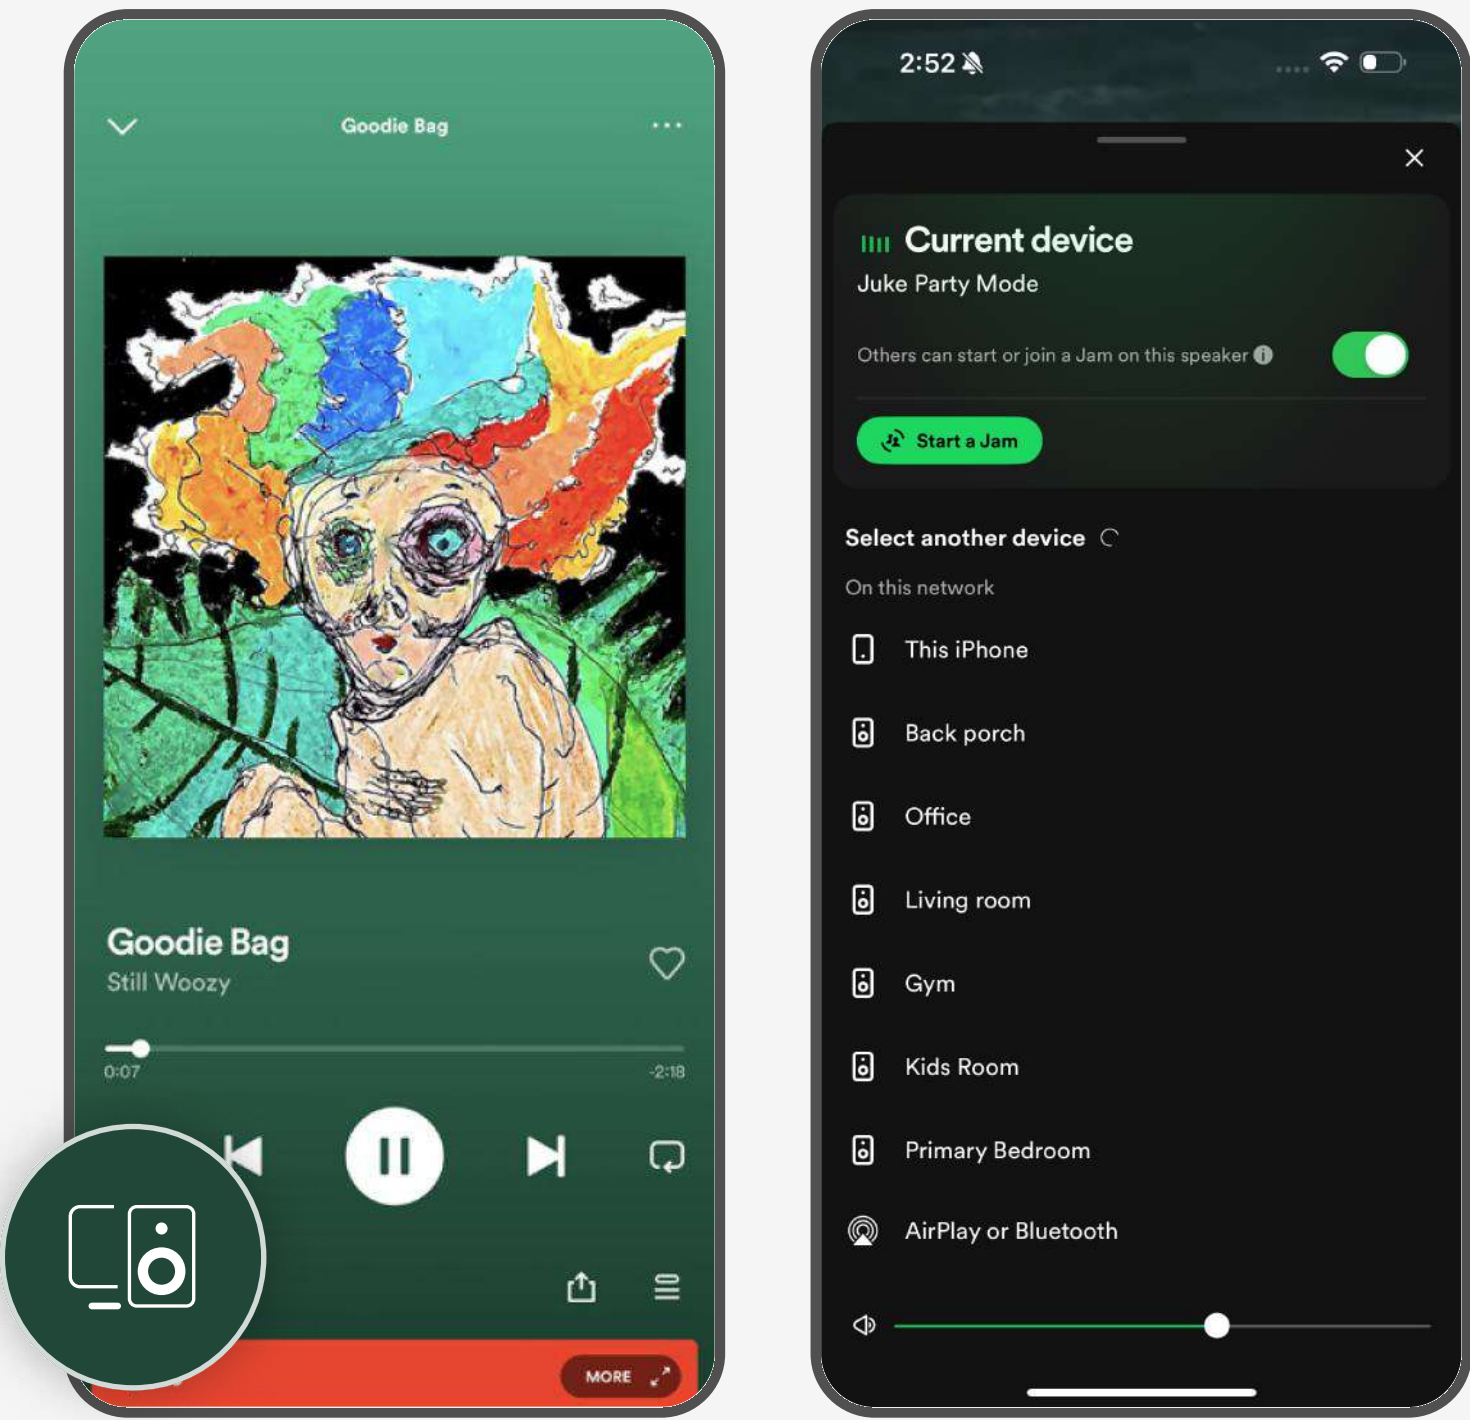 Goodie Bag
Goodie Bag
Still Woozy
0:07
-2:18
MORE
2:52
Current device
Juke Party Mode
Others can start or join a Jam on this speaker
Start a Jam
Select another device
On this network
This iPhone
Back porch
Office
Living room
Gym
Kids Room
Primary Bedroom
AirPlay or Bluetooth